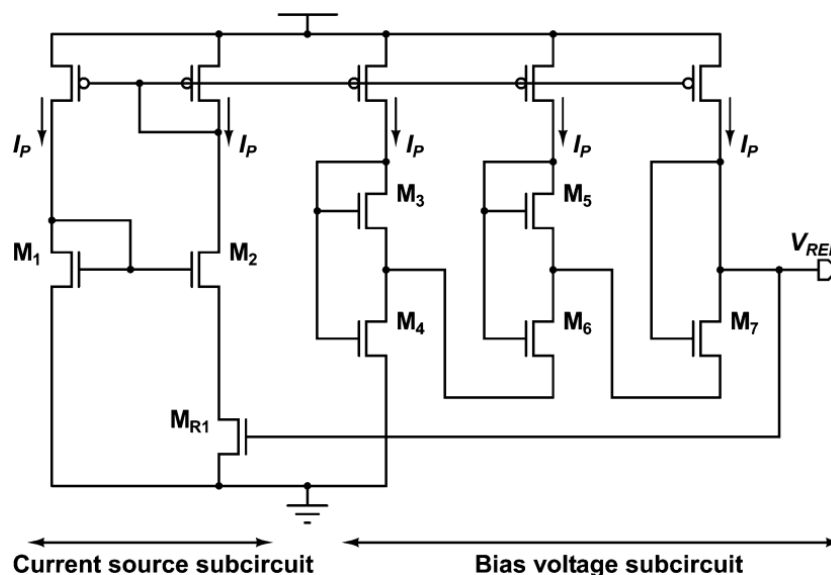 I_P I_P I_P I_P I_P
M_3 M_5
M_1 M_2 V_REF
M_4 M_6 M_7
M_R1
Current source subcircuit Bias voltage subcircuit